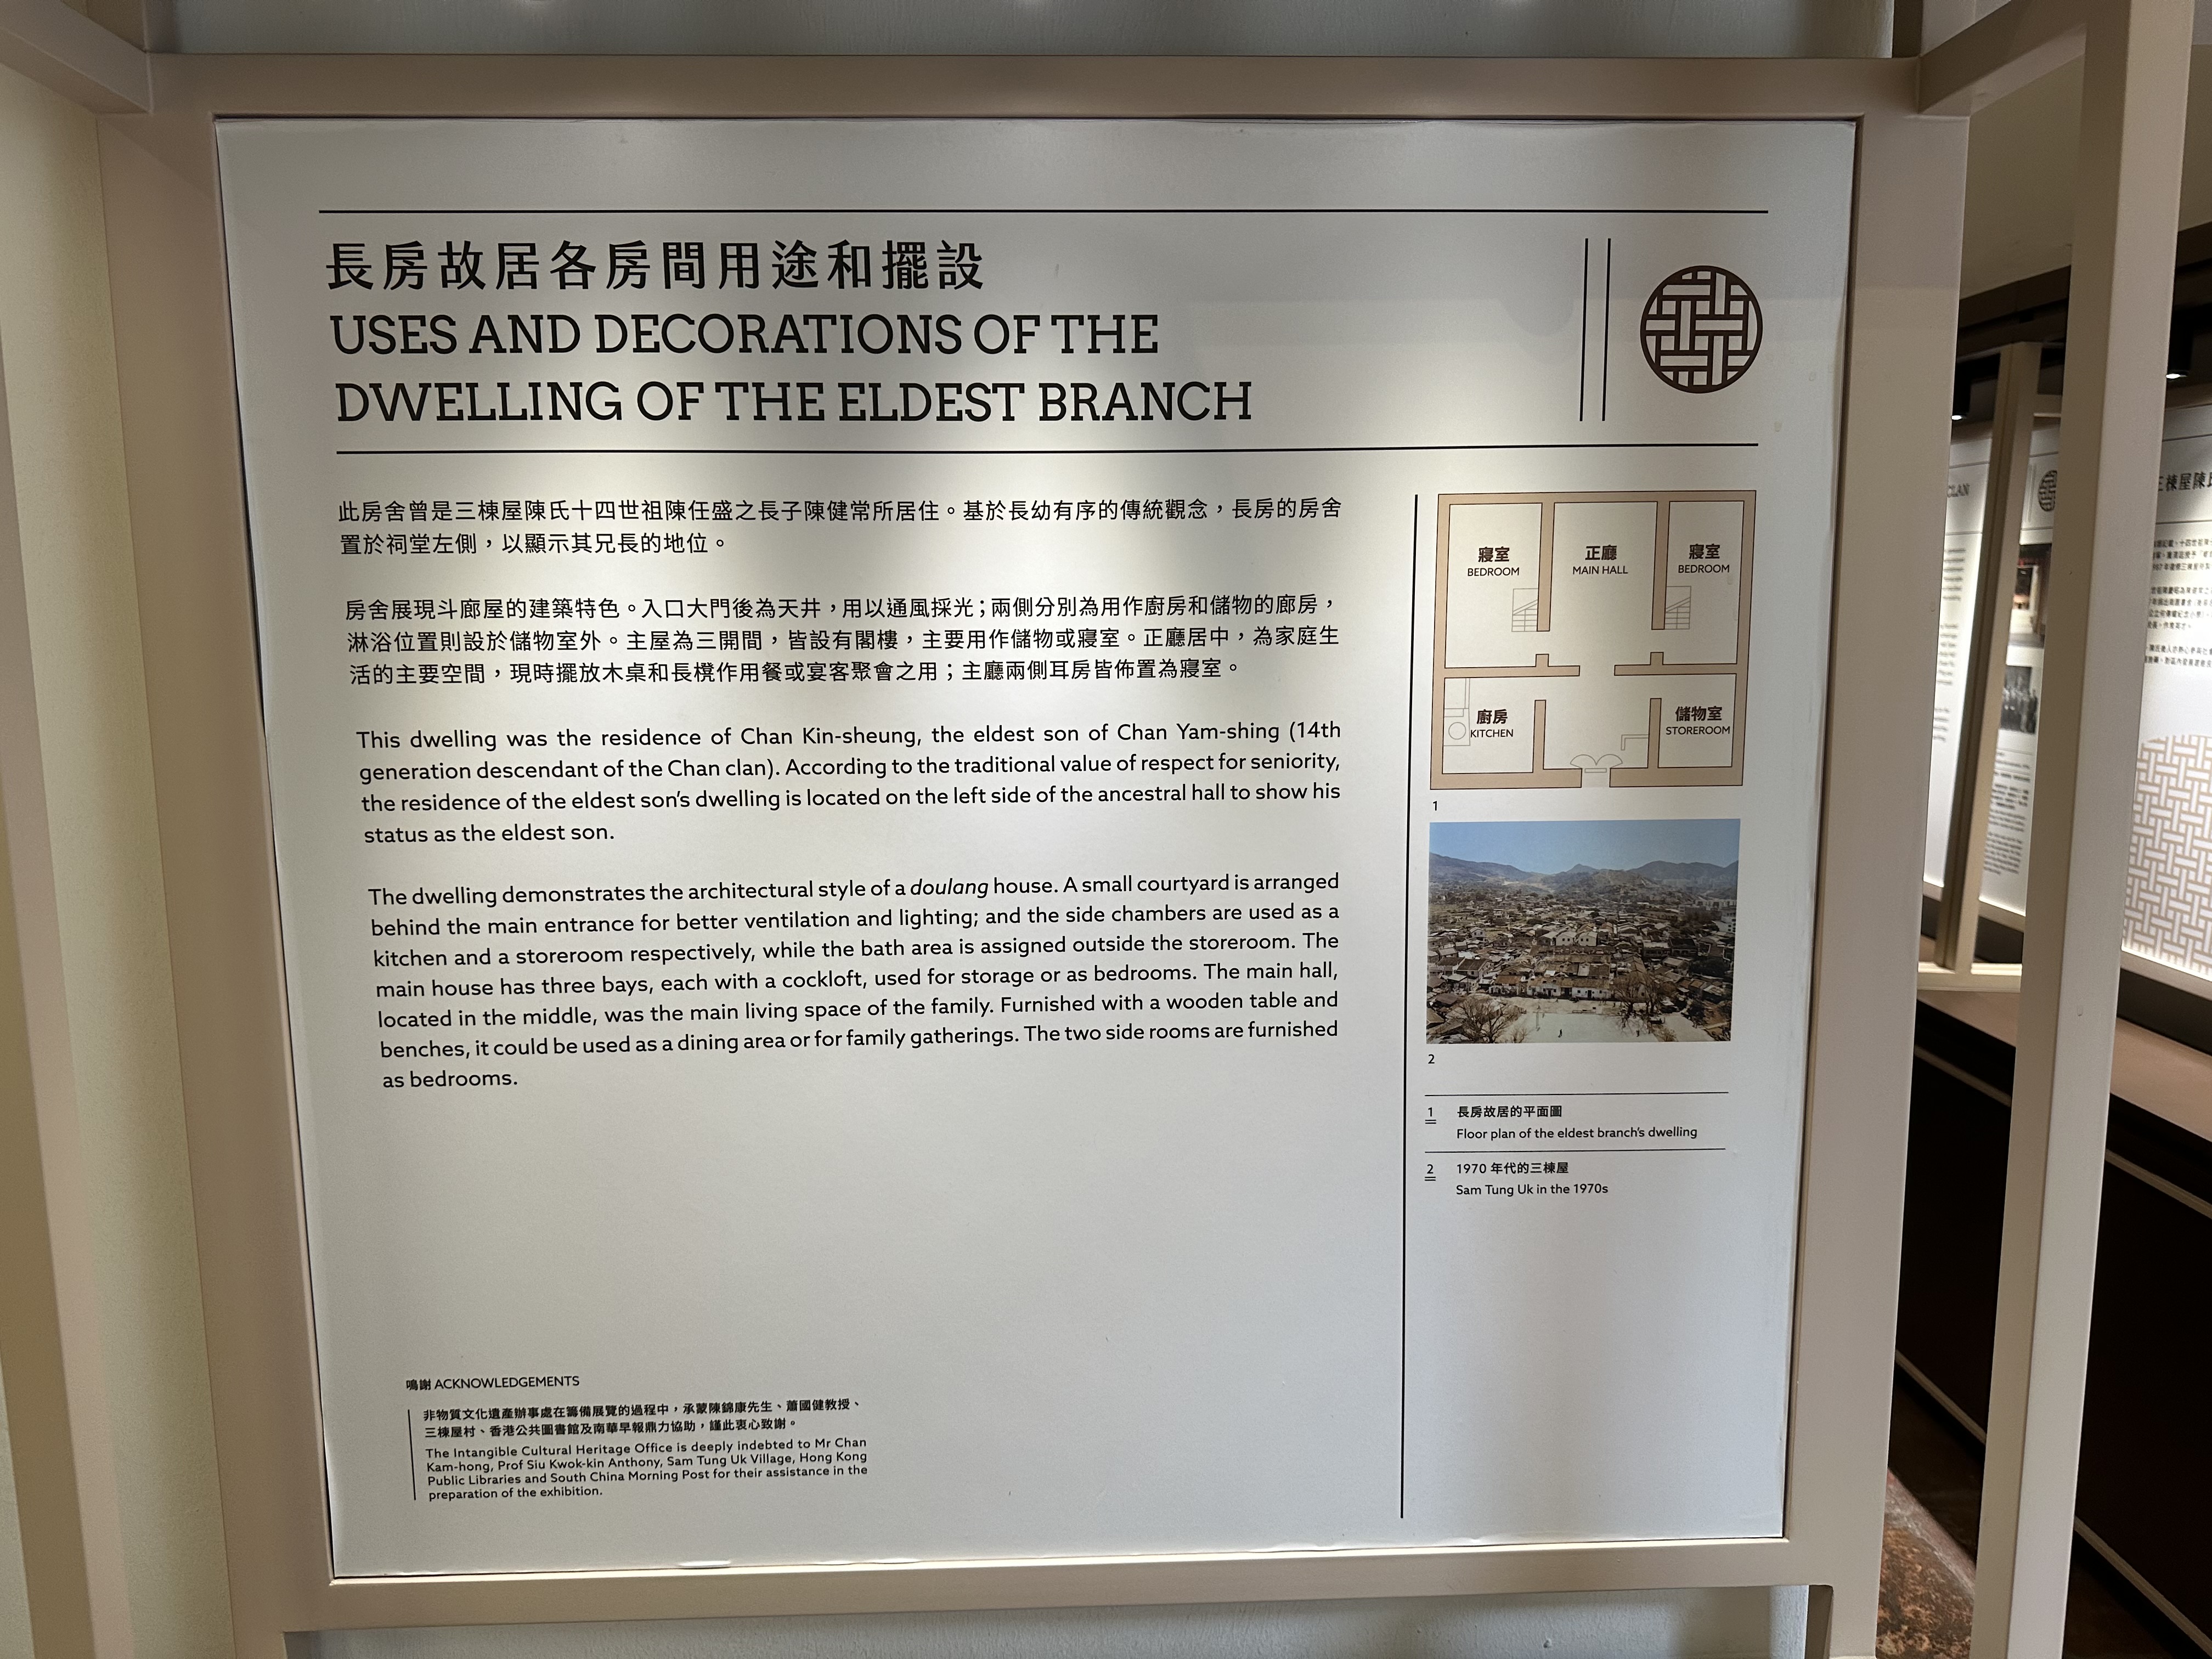 長房故居各房間用途和擺設
USES AND DECORATIONS OF THE
DWELLING OF THE ELDEST BRANCH
此房舍曾是三棟屋陳氏十四世祖陳任盛之長子陳健常所居住。基於長幼有序的傳統觀念，長房的房舍
置於祠堂左側，以顯示其兄長的地位。
房舍展現斗廊屋的建築特色。入口大門後為天井，用以通風採光；兩側分別為用作廚房和儲物的廊房，
淋浴位置則設於儲物室外。主屋為三開間，皆設有閣樓，主要用作儲物或寢室。正廳居中，為家庭生
活的主要空間，現時擺放木桌和長櫈作用餐或宴客聚會之用；主廳兩側耳房皆佈置為寢室。
This dwelling was the residence of Chan Kin-sheung, the eldest son of Chan Yam-shing (14th
generation descendant of the Chan clan). According to the traditional value of respect for seniority,
the residence of the eldest son's dwelling is located on the left side of the ancestral hall to show his
status as the eldest son.
The dwelling demonstrates the architectural style of a doulang house. A small courtyard is arranged
behind the main entrance for better ventilation and lighting; and the side chambers are used as a
kitchen and a storeroom respectively, while the bath area is assigned outside the storeroom. The
main house has three bays, each with a cockloft, used for storage or as bedrooms. The main hall,
located in the middle, was the main living space of the family. Furnished with a wooden table and
benches, it could be used as a dining area or for family gatherings. The two side rooms are furnished
as bedrooms.
鳴謝 ACKNOWLEDGEMENTS
非物質文化遺產辦事處在籌備展覽的過程中，承蒙陳錦康先生、蕭國健教授、
三棟屋村、香港公共圖書館及南華早報鼎力協助，謹此衷心致謝。
The Intangible Cultural Heritage Office is deeply indebted to Mr Chan
Kam-hong, Prof Siu Kwok-kin Anthony, Sam Tung Uk Village, Hong Kong
Public Libraries and South China Morning Post for their assistance in the
preparation of the exhibition.
寢室 正廳 寢室
BEDROOM MAIN HALL BEDROOM
廚房 儲物室
KITCHEN STOREROOM
1
2
1 長房故居的平面圖
Floor plan of the eldest branch's dwelling
2 1970 年代的三棟屋
Sam Tung Uk in the 1970s
CLAN
三棟屋陳